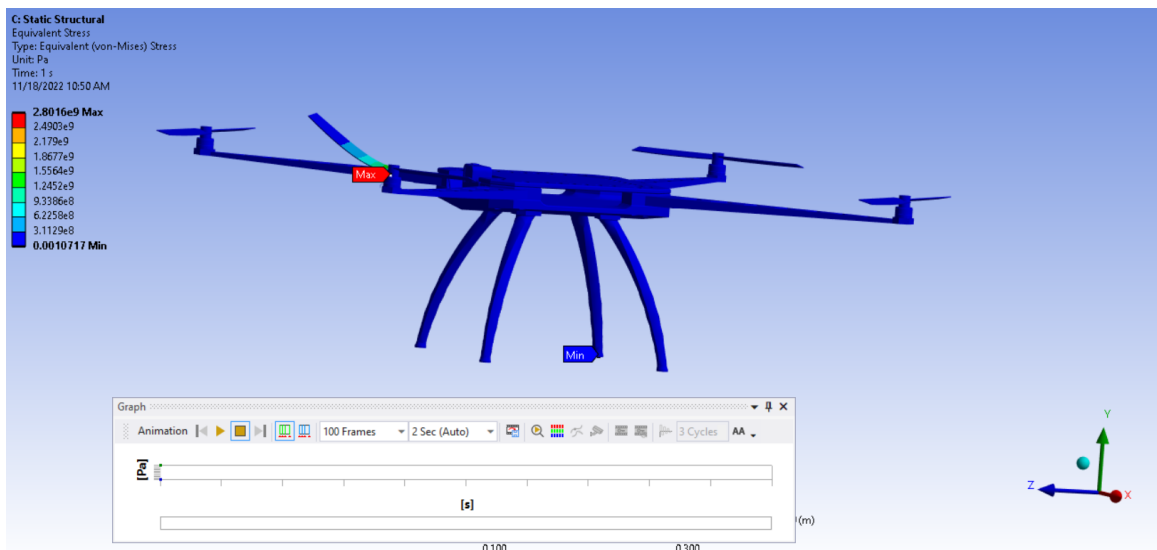 C: Static Structural
Equivalent Stress
Type: Equivalent (von-Mises) Stress
Unit: Pa
Time: 1 s
11/18/2022 10:50 AM
2.8016e9 Max
2.4903e9
2.179e9
1.8677e9
1.5564e9
1.2452e9
9.3386e8
6.2258e8
3.1129e8
0.0010717 Min
Max
Min
Graph
Animation 100 Frames 2 Sec (Auto) 3 Cycles AA
[Pa]
[s]
(m)
0.100 0.300
Y
Z
X